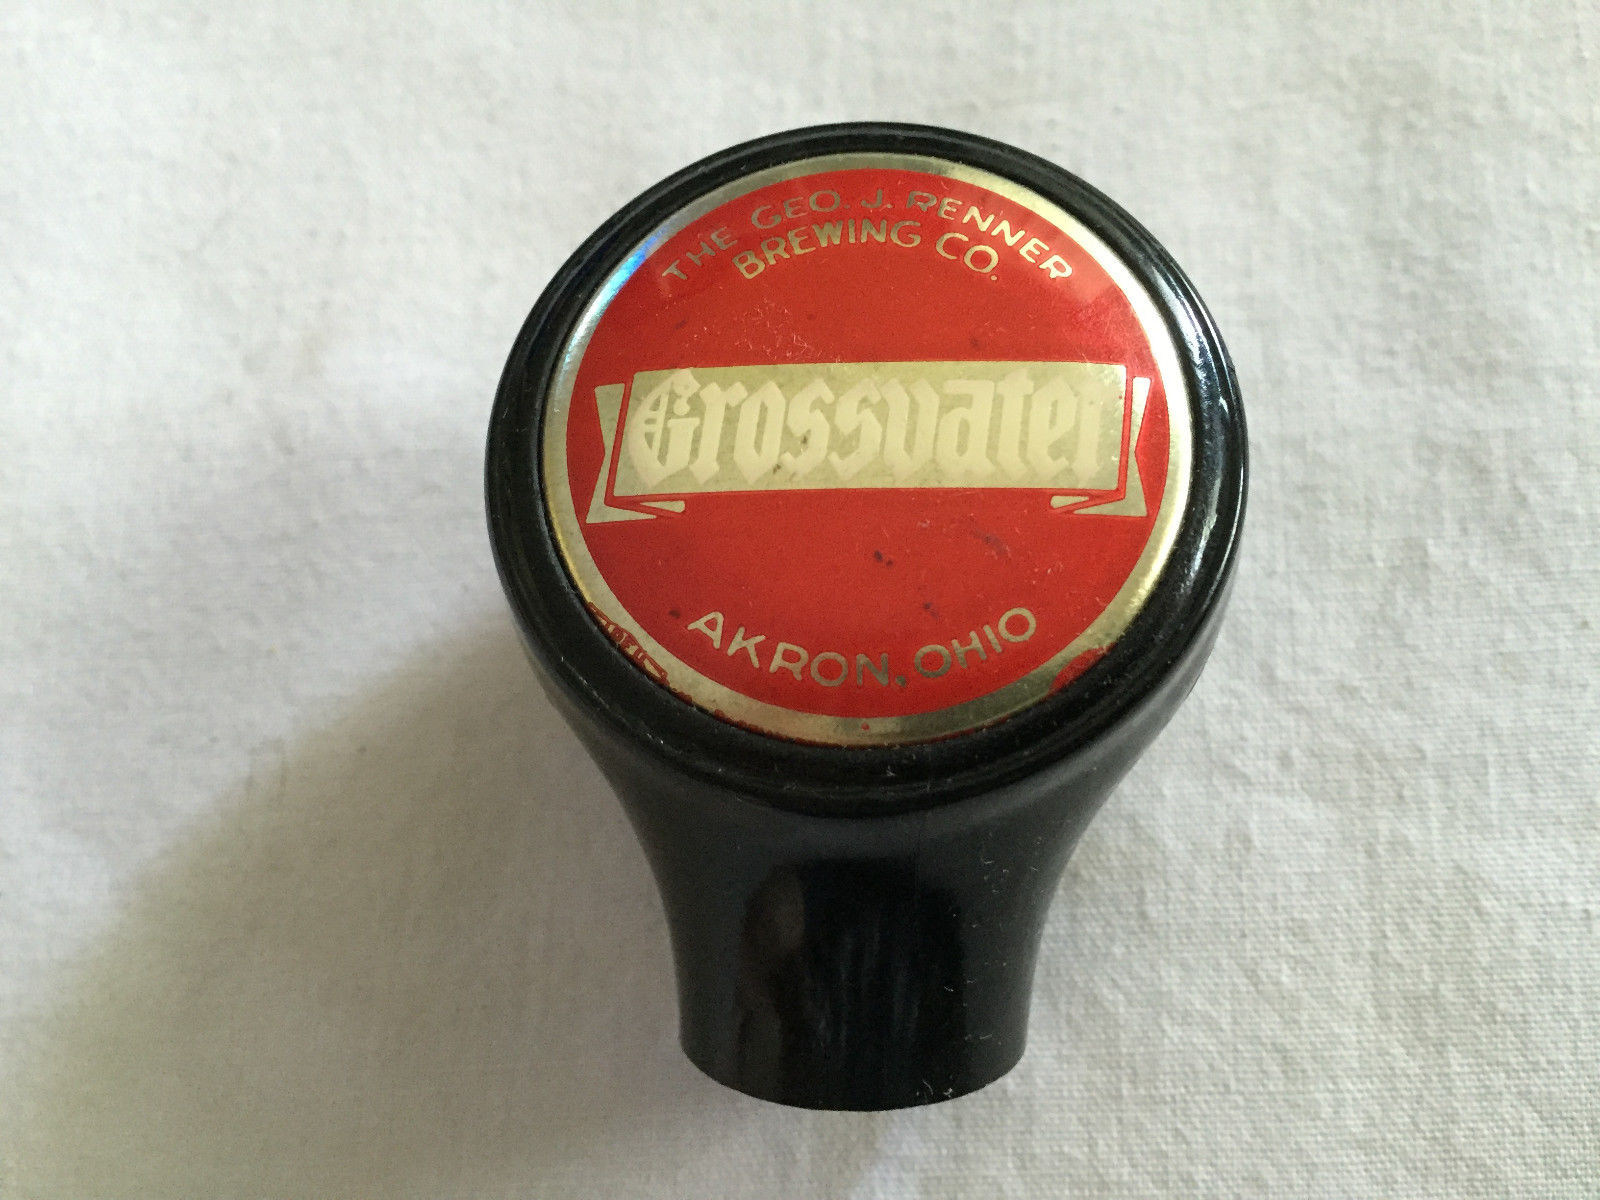 THE GEO. J. RENNER
BREWING CO.
Grossvater
AKRON, OHIO